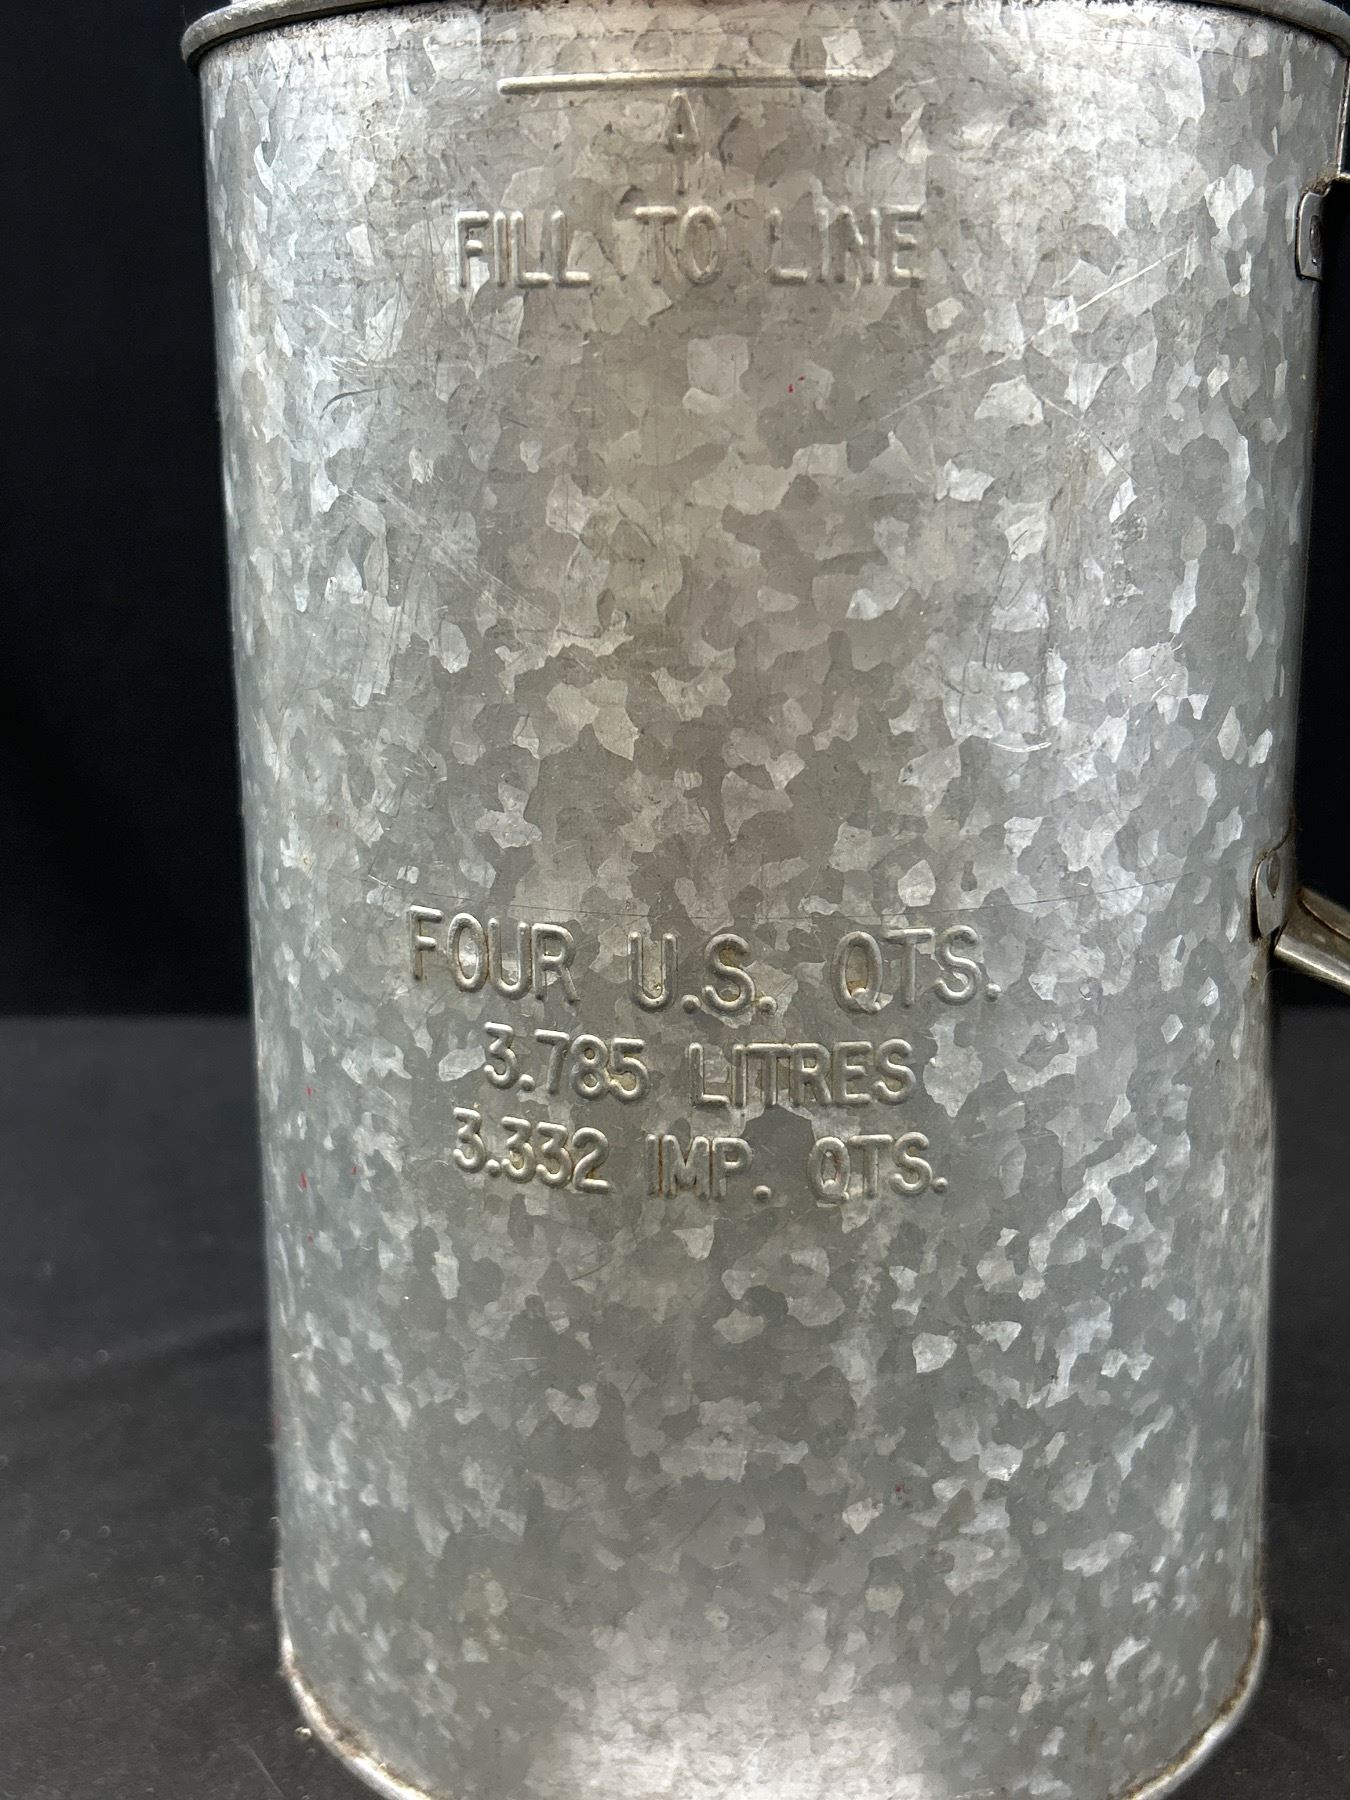 FILL TO LINE
FOUR U.S. QTS.
3.785 LITRES
3.332 IMP. QTS.